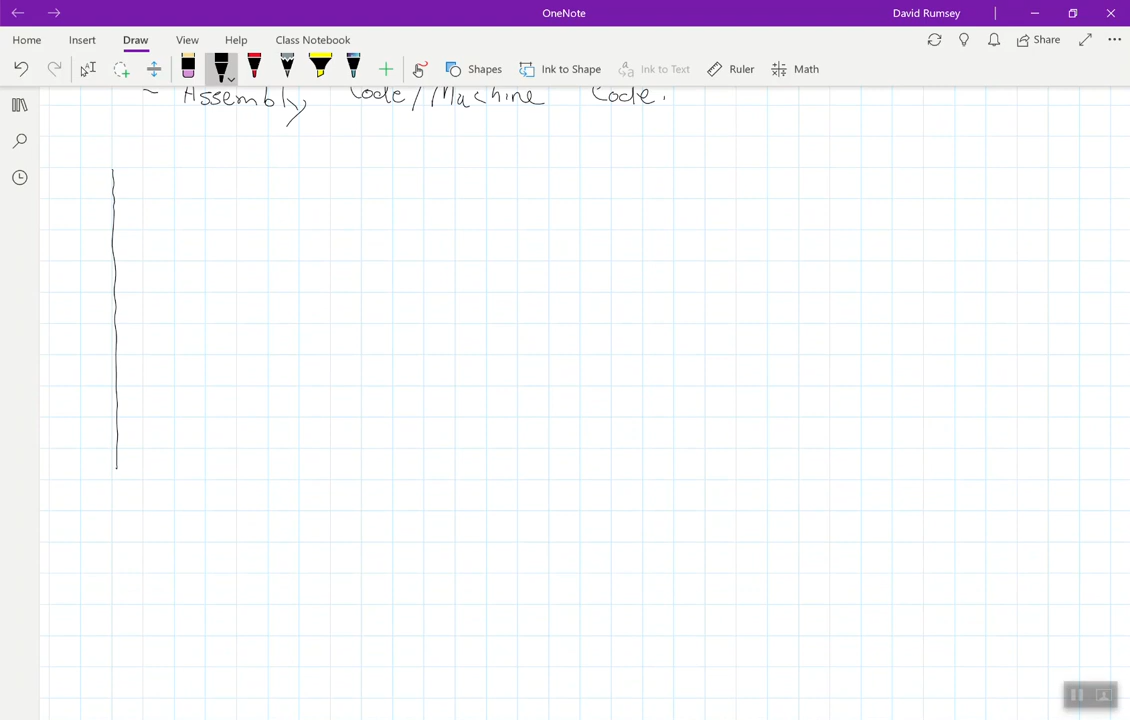 OneNote
David Rumsey
Home Insert Draw View Help Class Notebook
Share
Shapes Ink to Shape Ink to Text Ruler Math
~ Assembly Code/Machine Code.